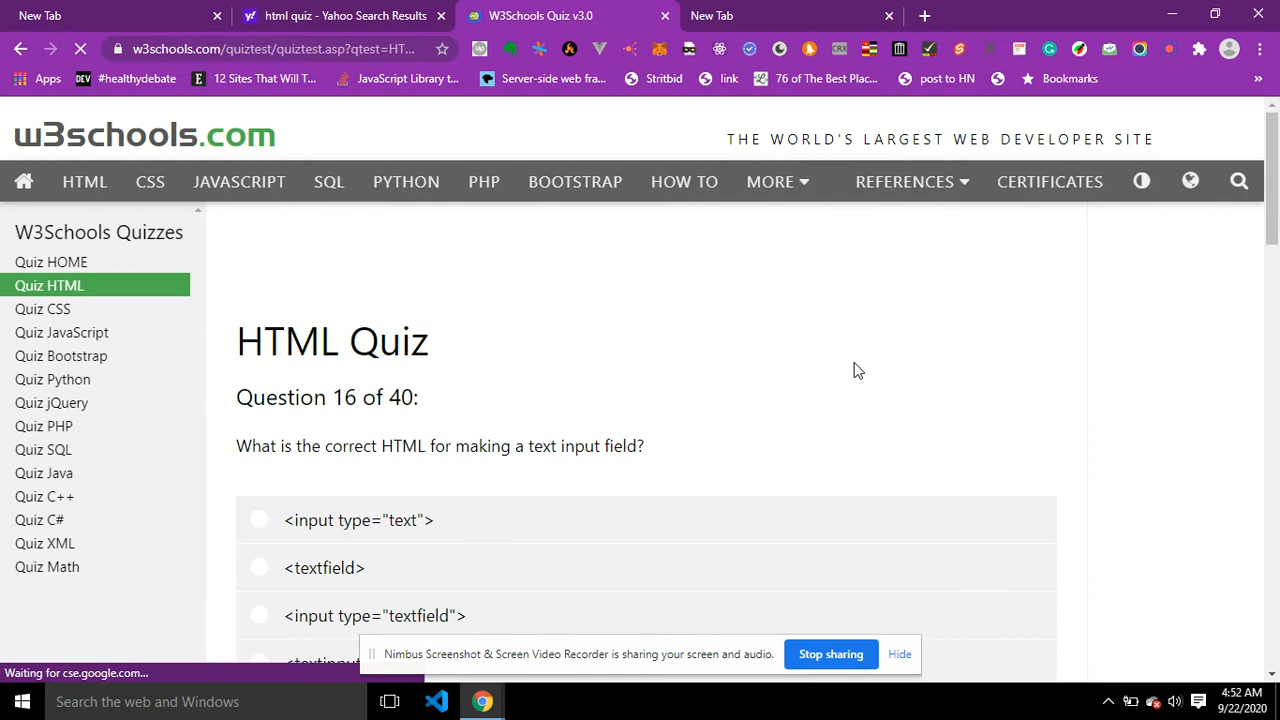 New Tab
html quiz - Yahoo Search Results
W3Schools Quiz v3.0
New Tab
w3schools.com/quiztest/quiztest.asp?qtest=HT...
Apps
DEV #healthydebate
E 12 Sites That Will T...
JavaScript Library t...
Server-side web fra...
Stritbid
link
76 of The Best Plac...
post to HN
Bookmarks
w3schools.com
THE WORLD'S LARGEST WEB DEVELOPER SITE
HTML CSS JAVASCRIPT SQL PYTHON PHP BOOTSTRAP HOW TO MORE REFERENCES CERTIFICATES
W3Schools Quizzes
Quiz HOME
Quiz HTML
Quiz CSS
Quiz JavaScript
Quiz Bootstrap
Quiz Python
Quiz jQuery
Quiz PHP
Quiz SQL
Quiz Java
Quiz C++
Quiz C#
Quiz XML
Quiz Math
HTML Quiz
Question 16 of 40:
What is the correct HTML for making a text input field?
<input type="text">
<textfield>
<input type="textfield">
<textinput
Nimbus Screenshot & Screen Video Recorder is sharing your screen and audio.
Stop sharing
Hide
Waiting for cse.google.com...
Search the web and Windows
4:52 AM
9/22/2020